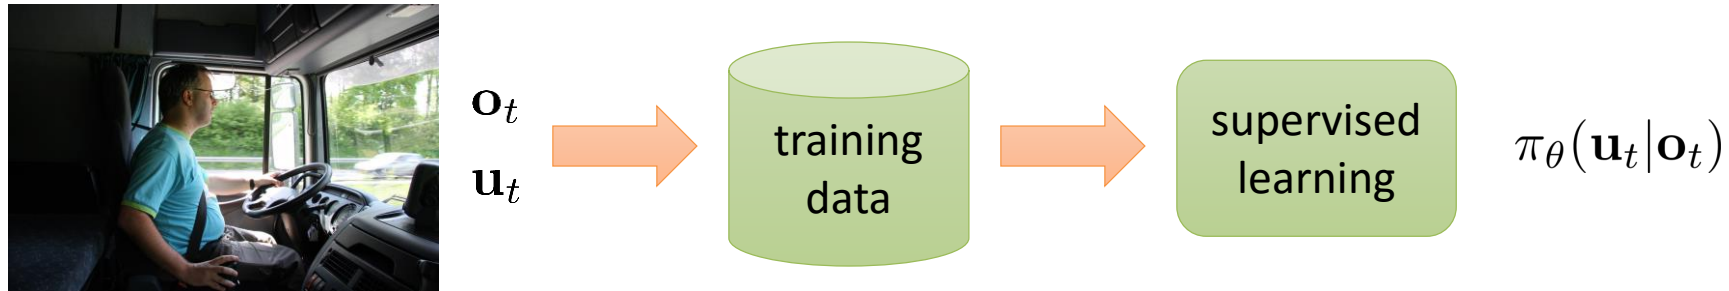 𝐨_t
𝐮_t
training
data
supervised
learning
π_θ(𝐮_t|𝐨_t)